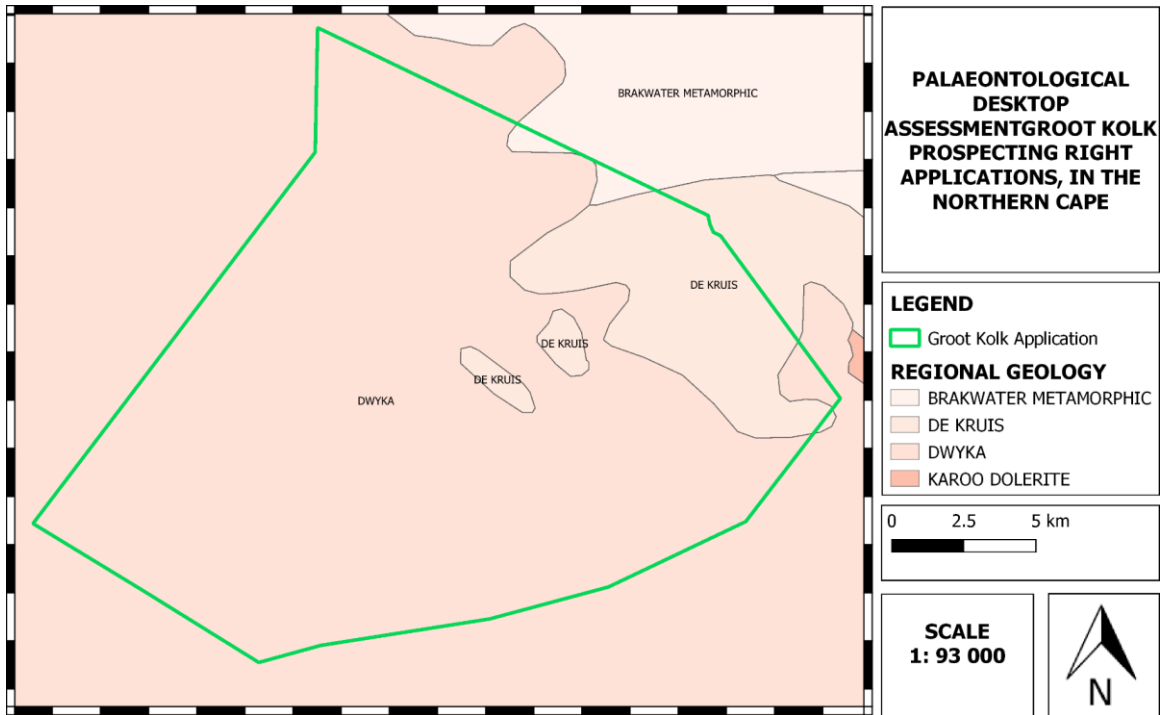 BRAKWATER METAMORPHIC
DE KRUIS
DE KRUIS
DE KRUIS
DWYKA
PALAEONTOLOGICAL
DESKTOP
ASSESSMENTGROOT KOLK
PROSPECTING RIGHT
APPLICATIONS, IN THE
NORTHERN CAPE
LEGEND
Groot Kolk Application
REGIONAL GEOLOGY
BRAKWATER METAMORPHIC
DE KRUIS
DWYKA
KAROO DOLERITE
0 2.5 5 km
SCALE
1: 93 000
N